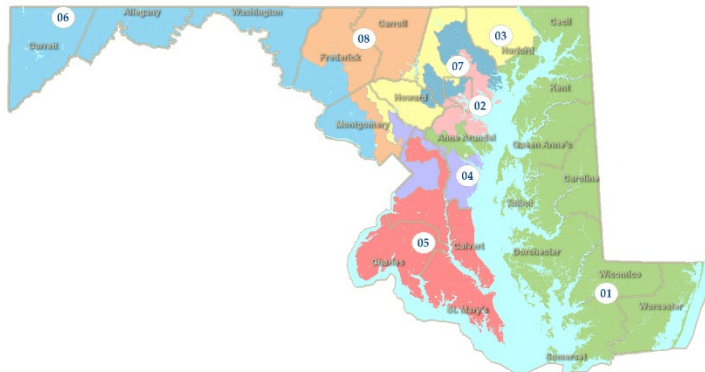 06
Allegany
Washington
Garrett
Carroll
08
Frederick
03
Harford
Cecil
07
Kent
Howard
02
Montgomery
Anne Arundel
Queen Anne's
04
Caroline
Talbot
05
Calvert
Charles
Dorchester
Wicomico
01
Worcester
St. Mary's
Somerset